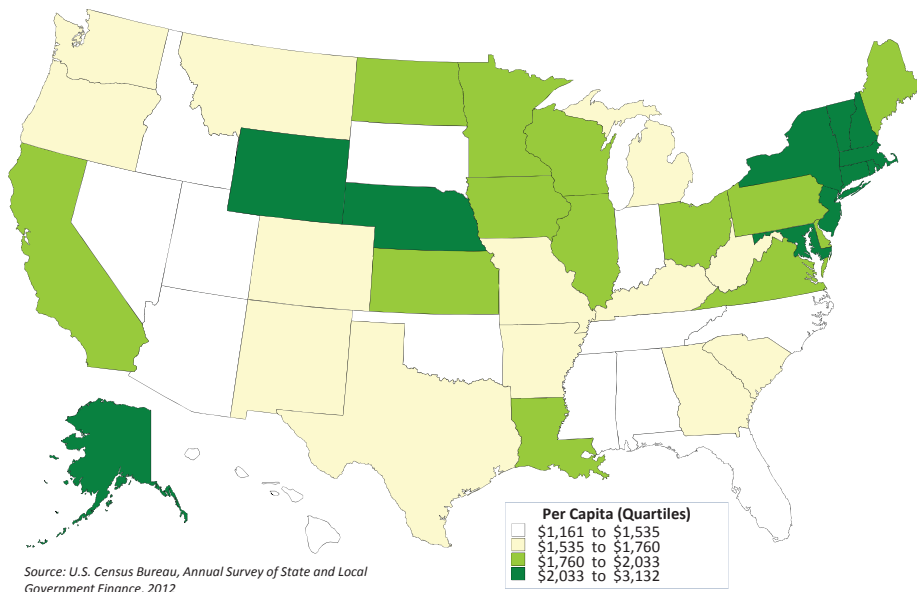 Per Capita (Quartiles)
$1,161 to $1,535
$1,535 to $1,760
$1,760 to $2,033
$2,033 to $3,132
Source: U.S. Census Bureau, Annual Survey of State and Local
Government Finance, 2012